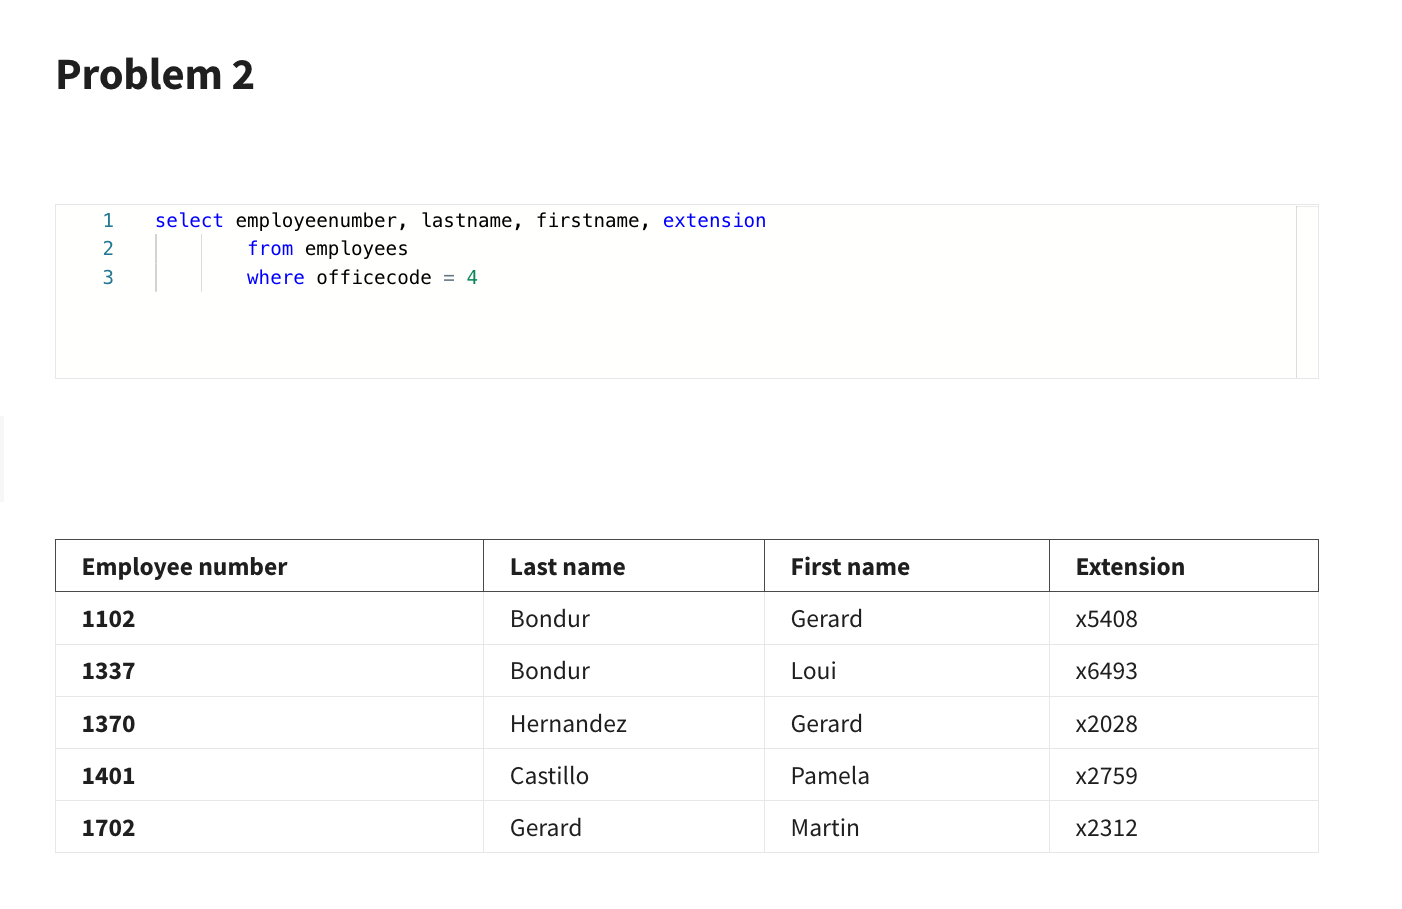 Problem 2
1 select employeenumber, lastname, firstname, extension
2 from employees
3 where officecode = 4
Employee number Last name First name Extension
1102 Bondur Gerard x5408
1337 Bondur Loui x6493
1370 Hernandez Gerard x2028
1401 Castillo Pamela x2759
1702 Gerard Martin x2312